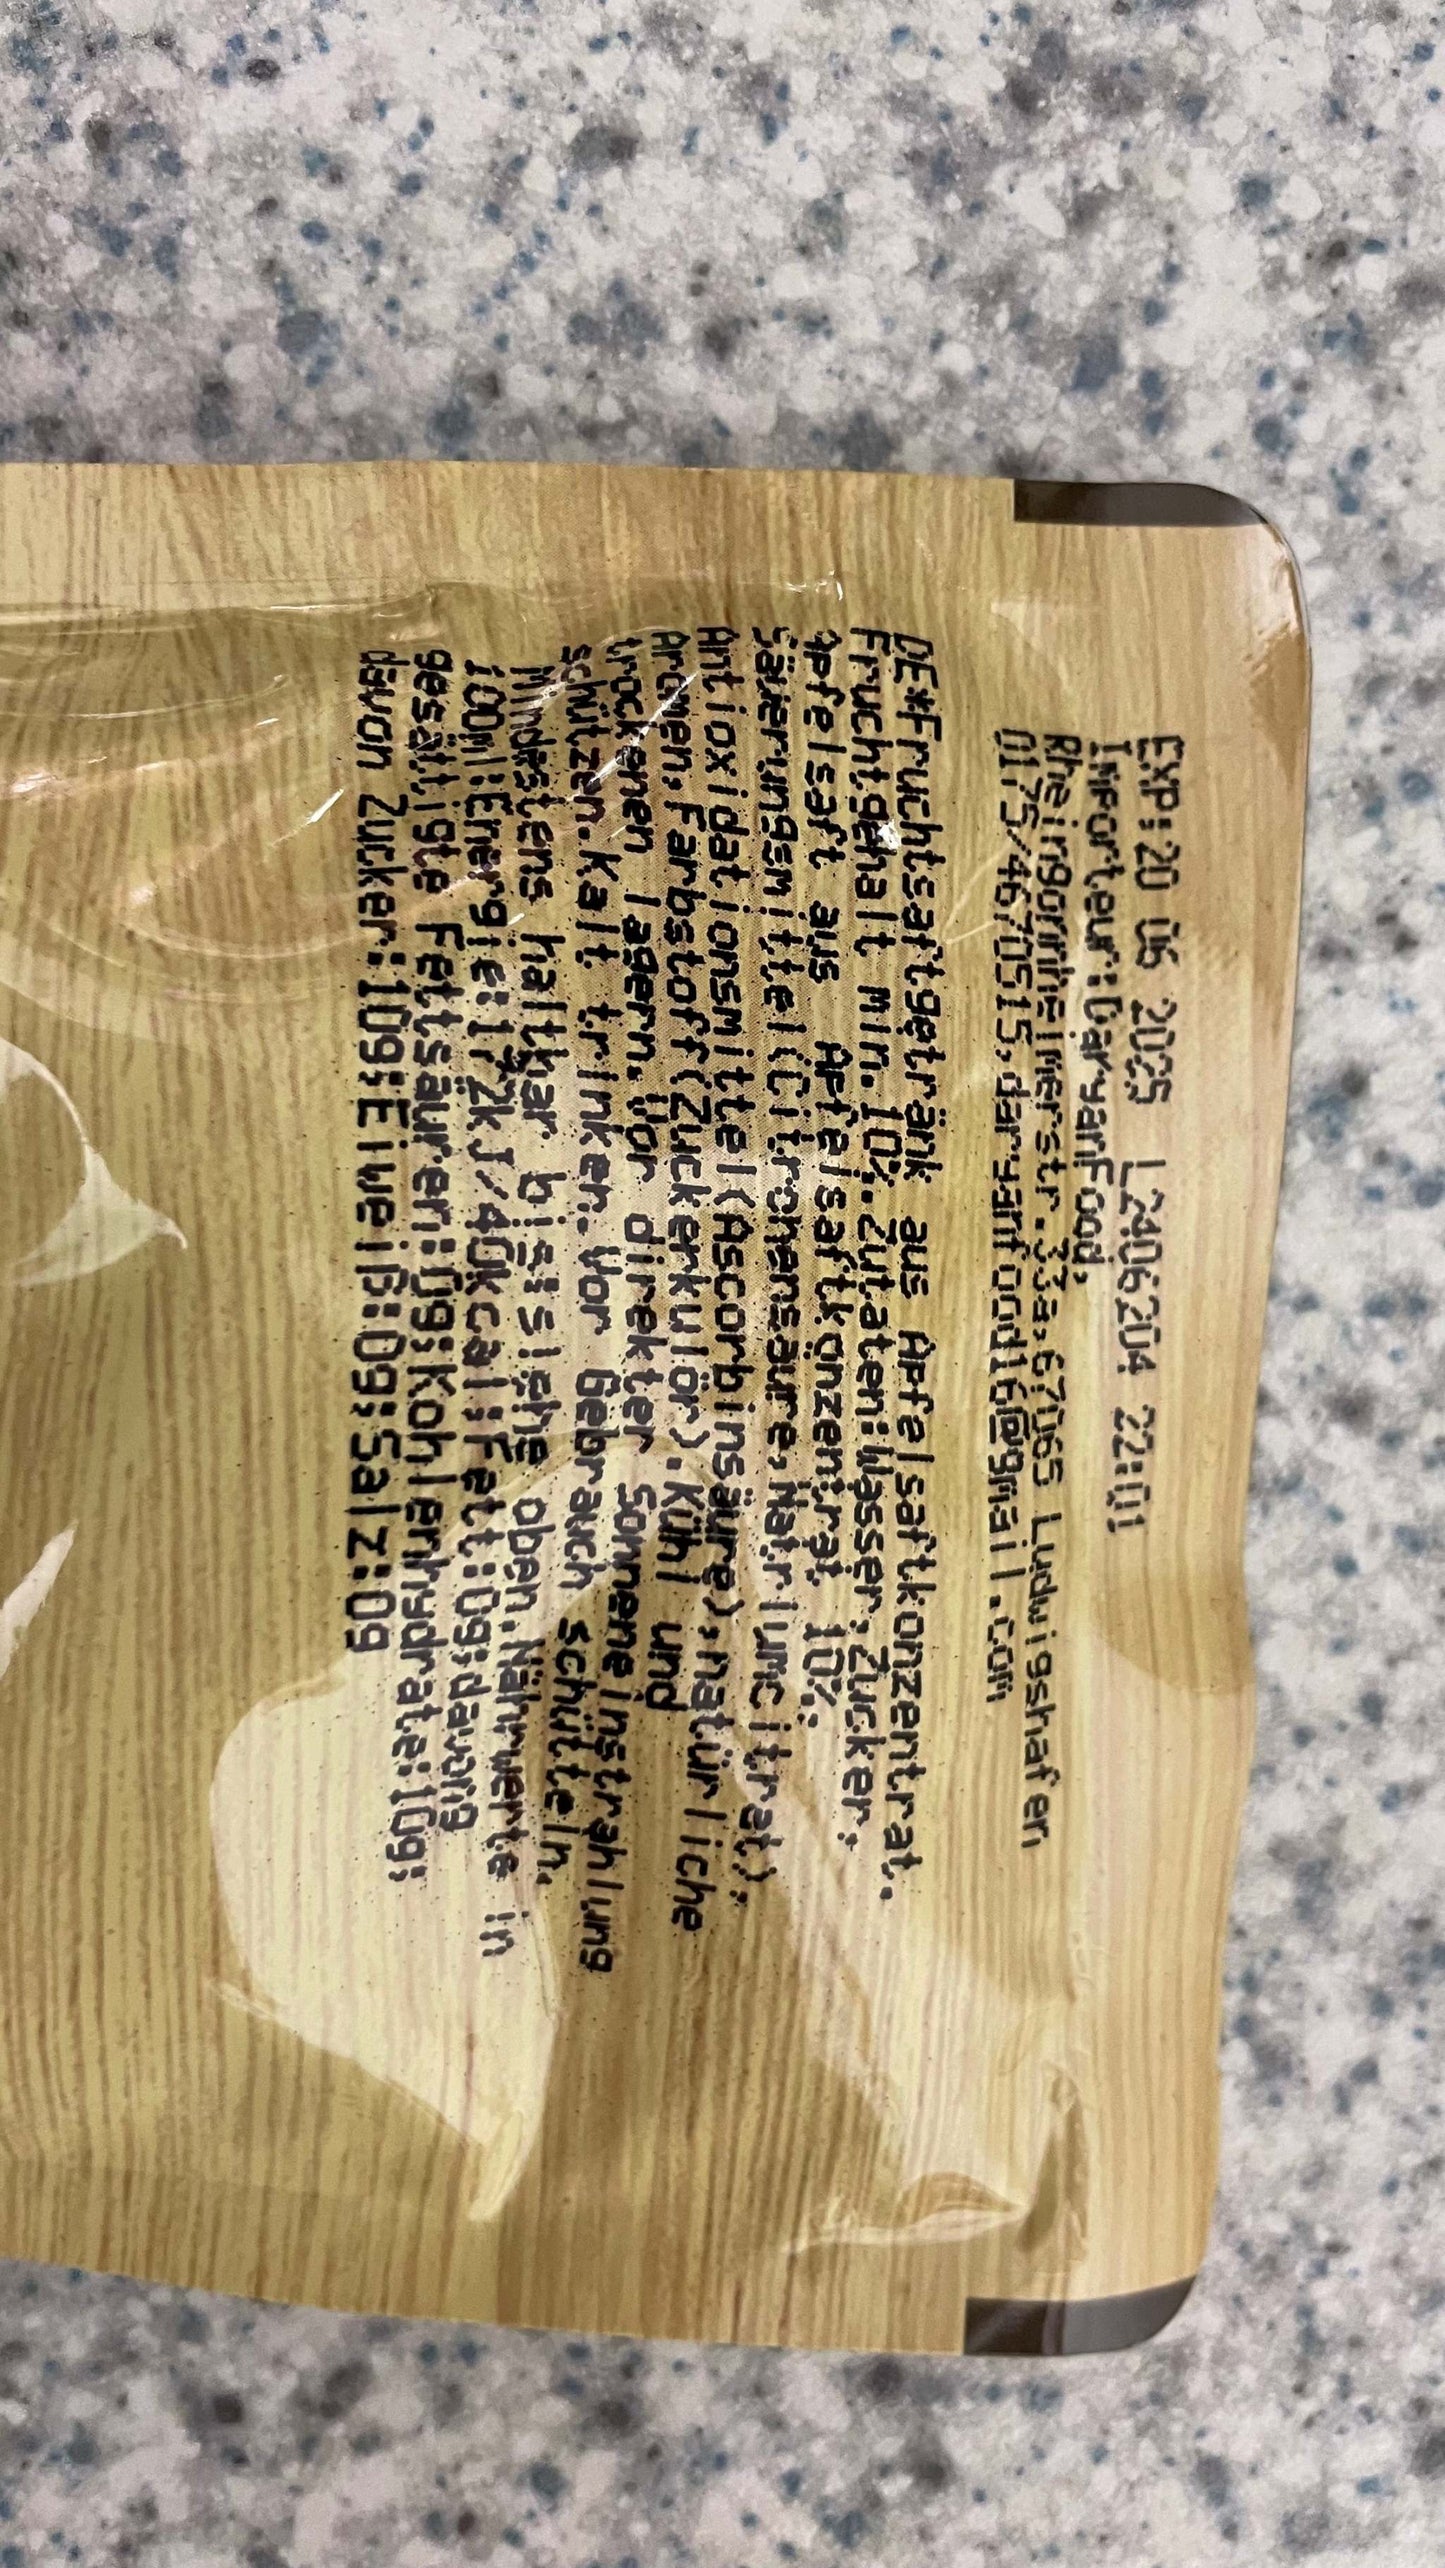 EXP:20 06 2025 L2406204 22:01
Importeur:DaryanFood,
Rheingönnheimerstr.33a,67065 Ludwigshafen
0175/4670515,daryanfood16@gmail.com
DE*Fruchtsaftgetränk aus Apfelsaftkonzentrat.
Fruchtgehalt min.10%.Zutaten:Wasser,Zucker,
Apfelsaft aus Apfelsaftkonzentrat 10%,
Säuerungsmittel(Citronensäure,Natriumcitrat),
Antioxidationsmittel(Ascorbinsäure),natürliche
Aromen,Farbstoff(Zuckerkulör).Kühl und
trocken lagern.Vor direkter Sonneneinstrahlung
schützen.Kalt trinken.Vor Gebrauch schütteln.
Mindestens haltbar bis:siehe oben.Nährwerte in
100ml:Energie:172kJ/40kcal;Fett:0g;davon
gesättigte Fettsäuren:0g;Kohlenhydrate:10g;
davon Zucker:10g;Eiweiß:0g;Salz:0g